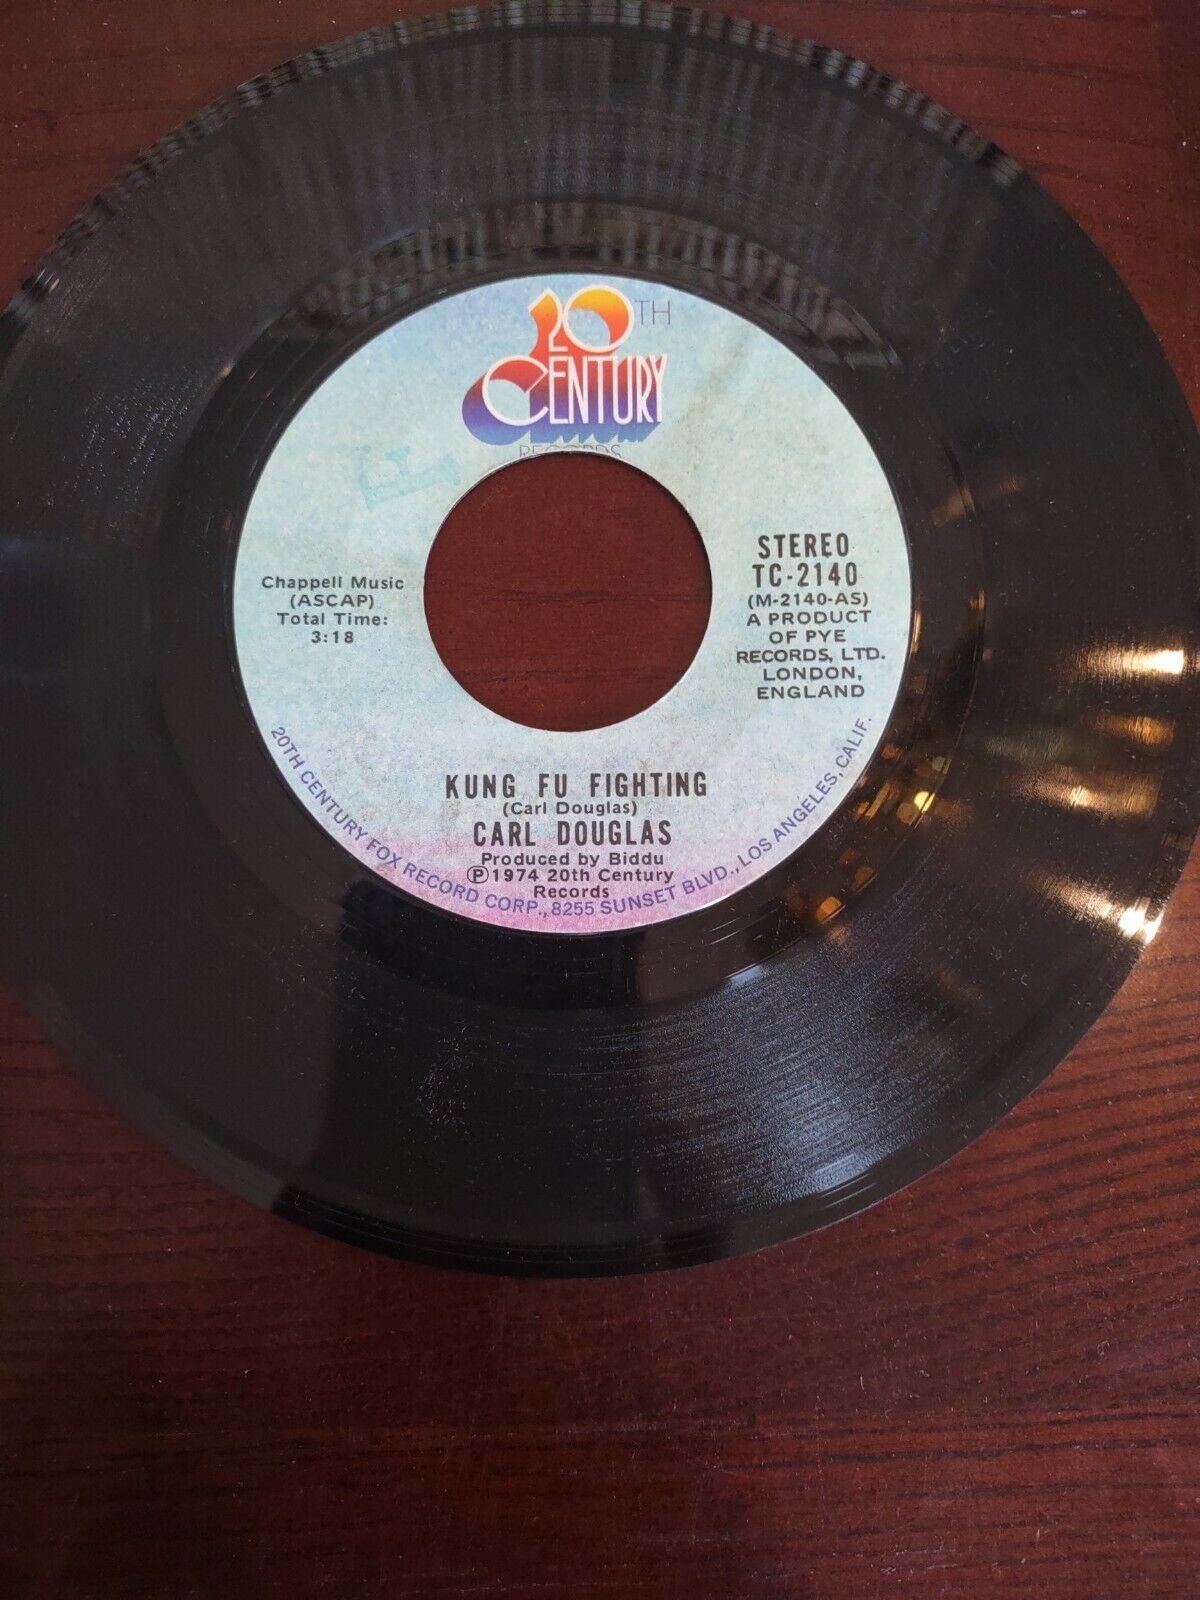 20TH
CENTURY
RECORDS
Chappell Music
(ASCAP)
Total Time:
3:18
STEREO
TC-2140
(M-2140-AS)
A PRODUCT
OF PYE
RECORDS, LTD.
LONDON,
ENGLAND
KUNG FU FIGHTING
(Carl Douglas)
CARL DOUGLAS
Produced by Biddu
Ⓟ1974 20th Century
Records
20TH CENTURY FOX RECORD CORP., 8255 SUNSET BLVD., LOS ANGELES, CALIF.